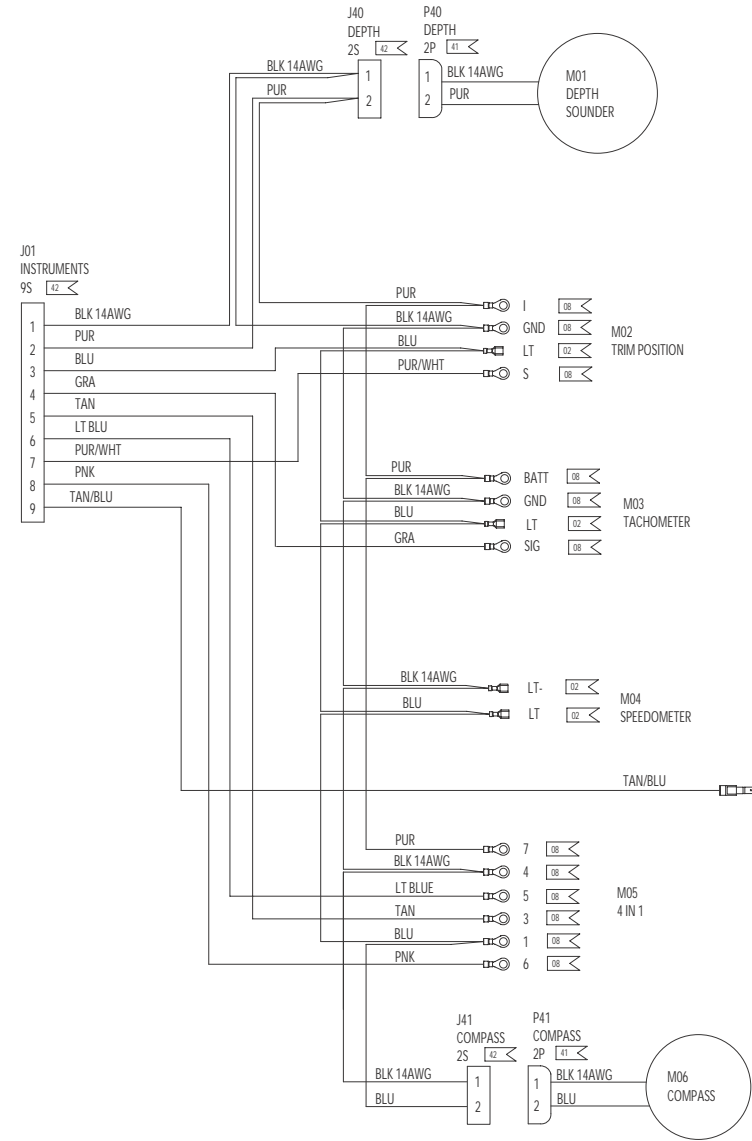 J40
DEPTH
2S 42
P40
DEPTH
2P 41
BLK 14AWG
PUR
1
2
1
2
BLK 14AWG
PUR
M01
DEPTH
SOUNDER
J01
INSTRUMENTS
9S 42
1 BLK 14AWG
2 PUR
3 BLU
4 GRA
5 TAN
6 LT BLU
7 PUR/WHT
8 PNK
9 TAN/BLU
PUR I 08
BLK 14AWG GND 08
BLU LT 02
PUR/WHT S 08
M02
TRIM POSITION
PUR BATT 08
BLK 14AWG GND 08
BLU LT 02
GRA SIG 08
M03
TACHOMETER
BLK 14AWG LT- 02
BLU LT 02
M04
SPEEDOMETER
TAN/BLU
PUR 7 08
BLK 14AWG 4 08
LT BLUE 5 08
TAN 3 08
BLU 1 08
PNK 6 08
M05
4 IN 1
J41
COMPASS
2S 42
P41
COMPASS
2P 41
BLK 14AWG
BLU
1
2
1
2
BLK 14AWG
BLU
M06
COMPASS